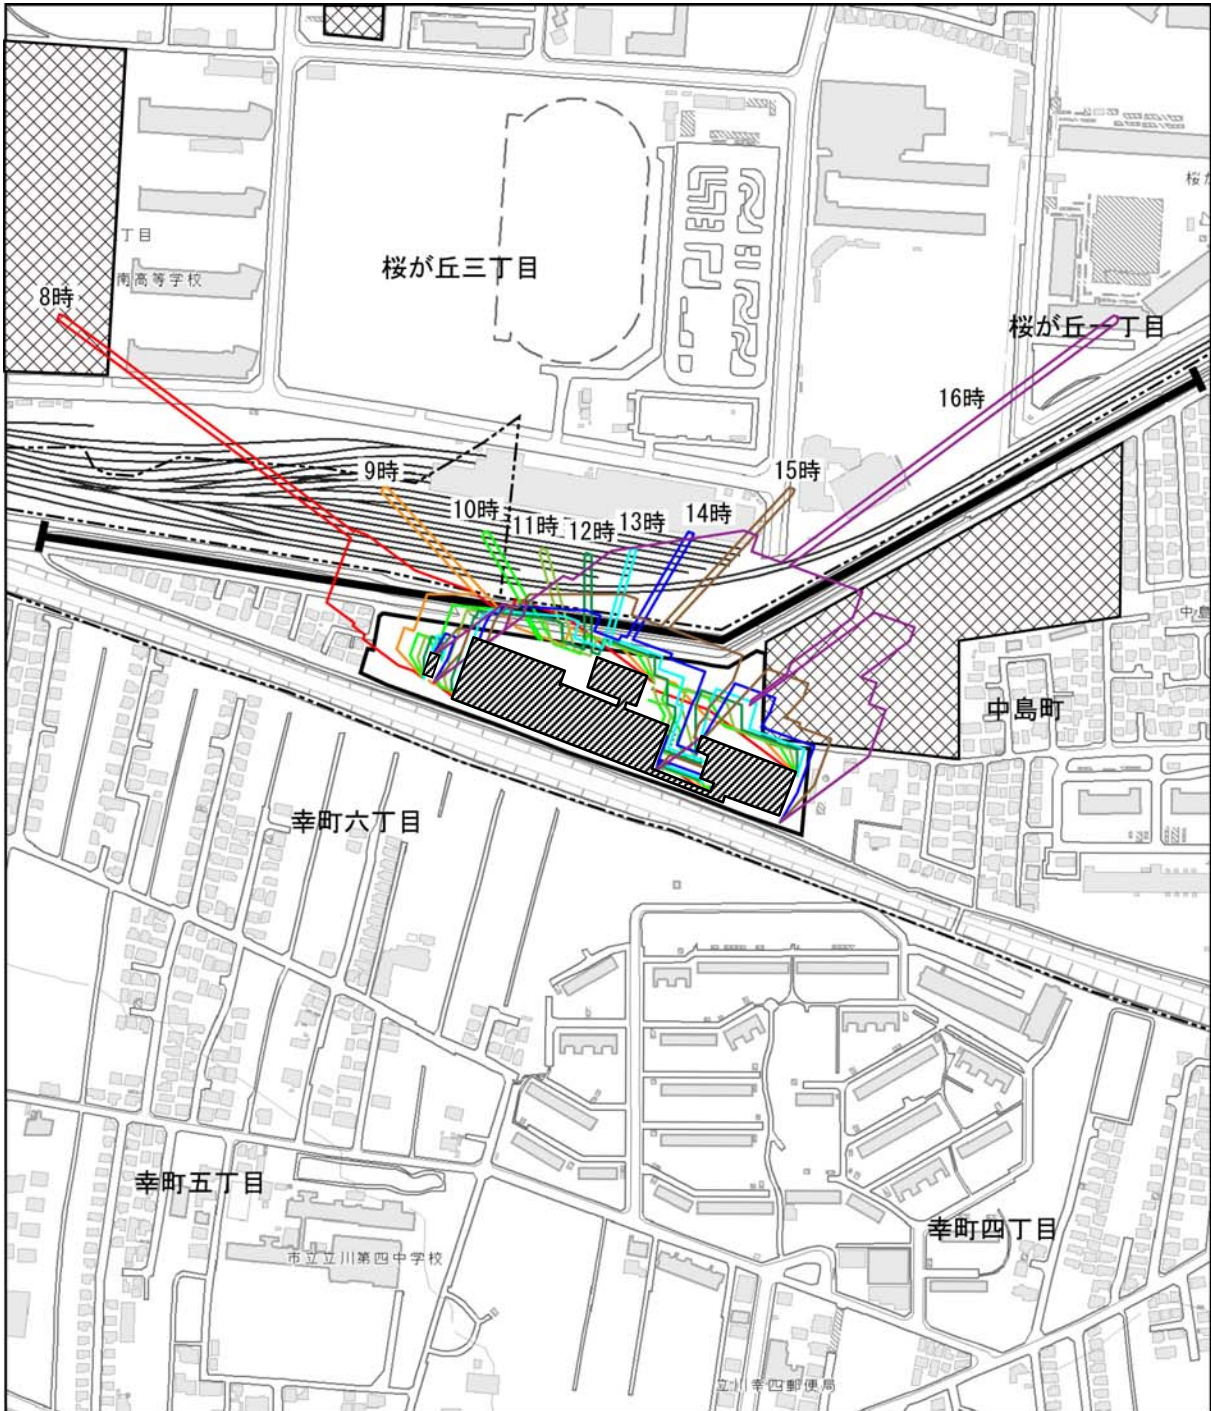 桜が
丁目
南高等学校
桜が丘三丁目
8時
桜が丘一丁目
16時
9時
15時
10時
11時
12時
13時
14時
中島
中島町
幸町六丁目
幸町五丁目
幸町四丁目
市立立川第四中学校
立川幸四郵便局